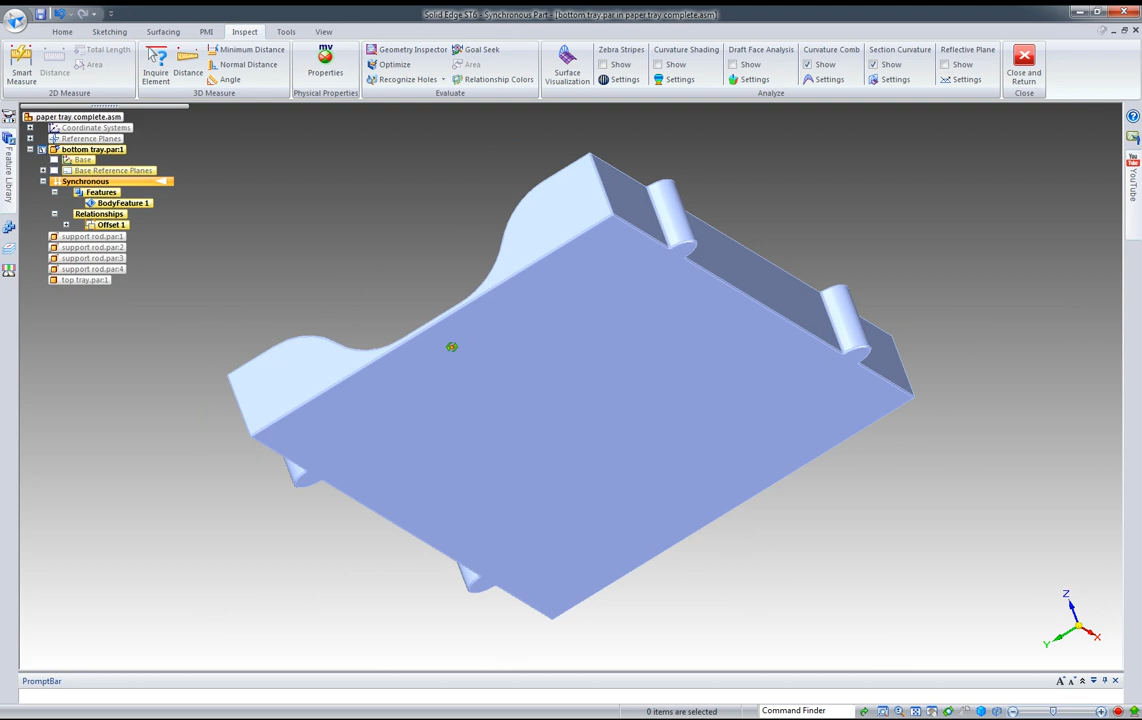 Solid Edge ST6 - Synchronous Part - [bottom tray.par in paper tray complete.asm]
Home Sketching Surfacing PMI Inspect Tools View
Smart Measure
Distance
Total Length
Area
2D Measure
Inquire Element
Distance
Minimum Distance
Normal Distance
Angle
3D Measure
mv
Properties
Physical Properties
Geometry Inspector
Optimize
Recognize Holes
Goal Seek
Area
Relationship Colors
Evaluate
Surface Visualization
Zebra Stripes
Show
Settings
Curvature Shading
Show
Settings
Draft Face Analysis
Show
Settings
Curvature Comb
Show
Settings
Section Curvature
Show
Settings
Reflective Plane
Show
Settings
Analyze
Close and Return
Close
paper tray complete.asm
Coordinate Systems
Reference Planes
bottom tray.par:1
Base
Base Reference Planes
Synchronous
Features
BodyFeature 1
Relationships
Offset 1
support rod.par:1
support rod.par:2
support rod.par:3
support rod.par:4
top tray.par:1
Feature Library
You Tube
YouTube
Z
Y
X
PromptBar
0 items are selected
Command Finder